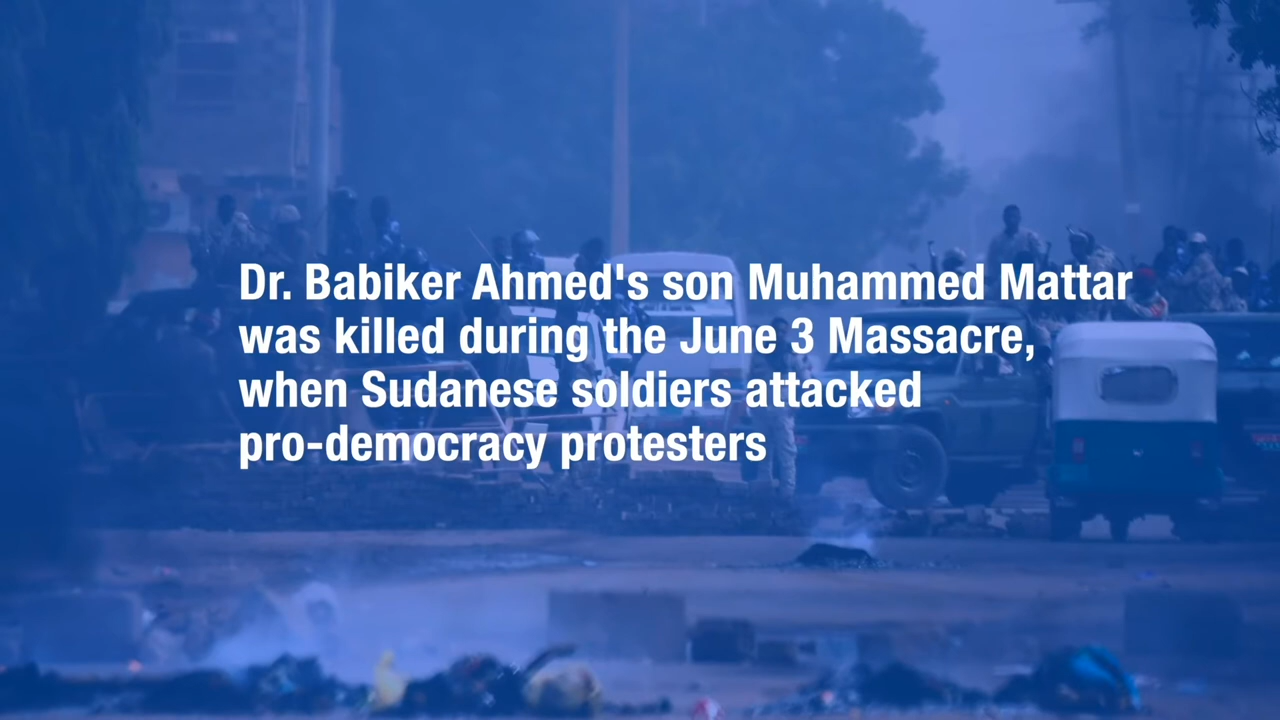 Dr. Babiker Ahmed's son Muhammed Mattar
was killed during the June 3 Massacre,
when Sudanese soldiers attacked
pro-democracy protesters